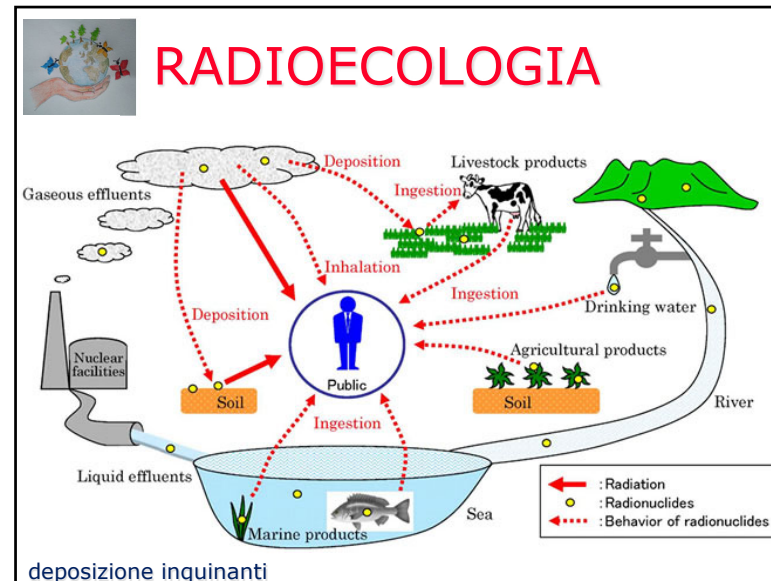 RADIOECOLOGIA
Deposition
Livestock products
Gaseous effluents
Ingestion
Inhalation
Ingestion
Drinking water
Deposition
Nuclear
facilities
Public
Agricultural products
Soil
Soil
River
Ingestion
Liquid effluents
Sea
Marine products
:Radiation
:Radionuclides
:Behavior of radionuclides
deposizione inquinanti